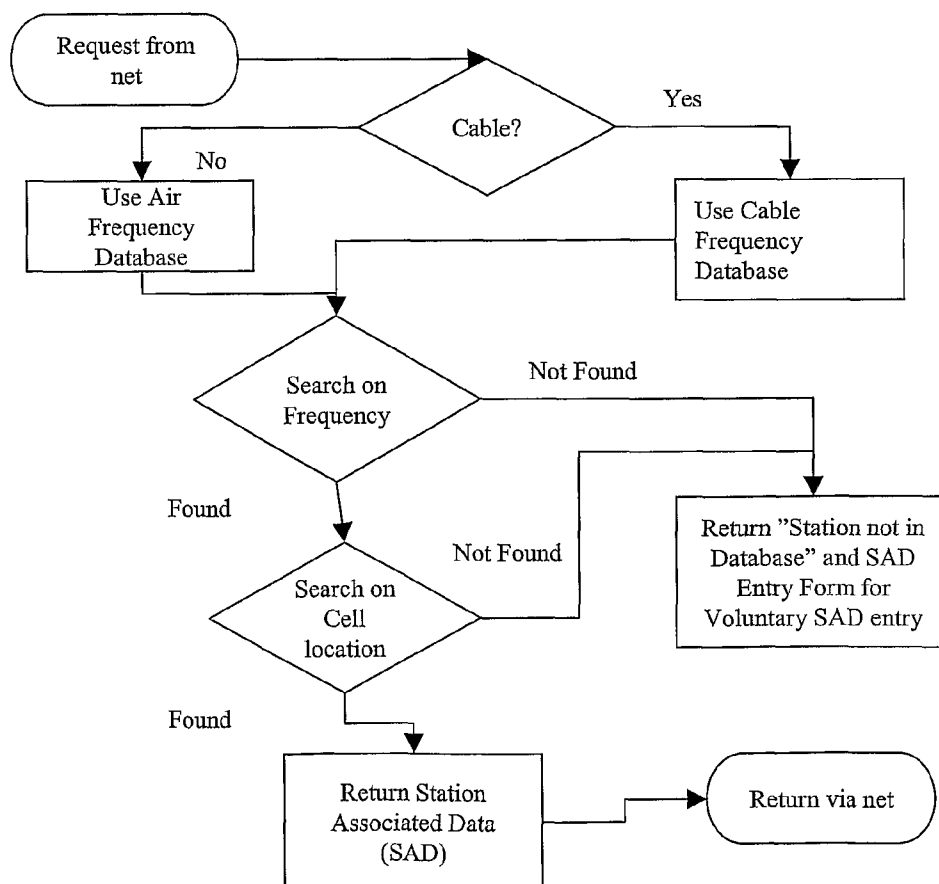 Request from
net
Cable?
Yes
No
Use Air
Frequency
Database
Use Cable
Frequency
Database
Search on
Frequency
Not Found
Found
Not Found
Search on
Cell
location
Return ”Station not in
Database” and SAD
Entry Form for
Voluntary SAD entry
Found
Return Station
Associated Data
(SAD)
Return via net